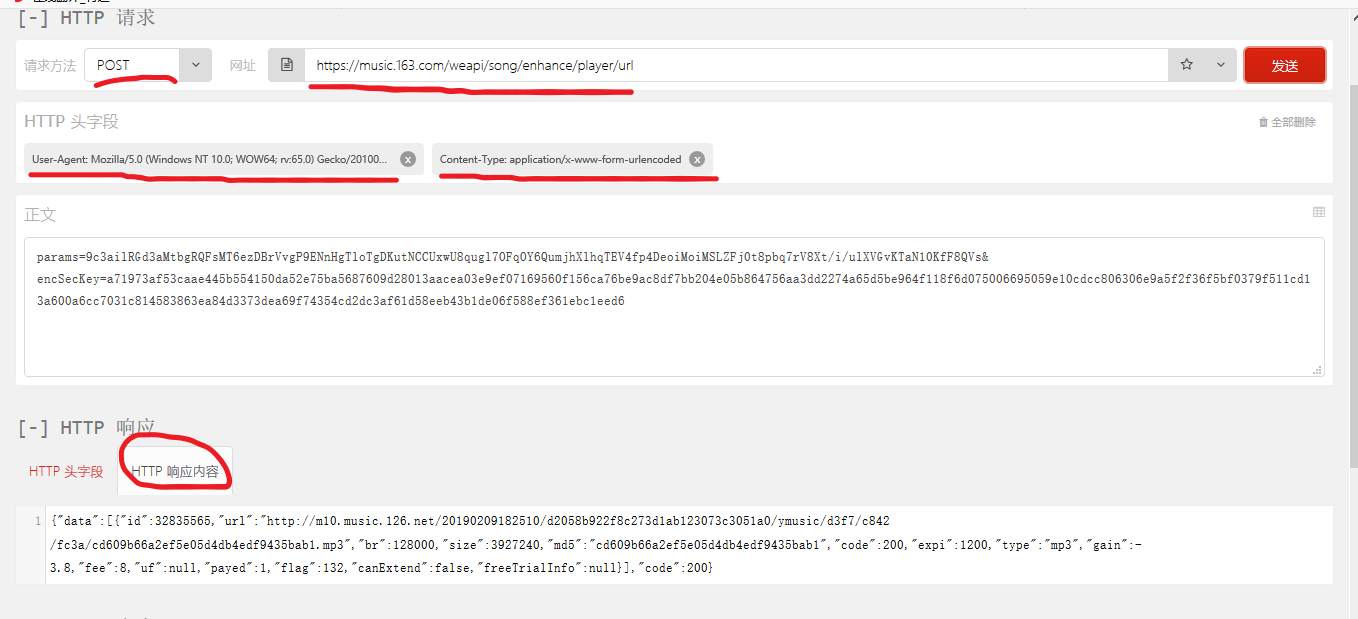 [-] HTTP 请求
请求方法 POST 网址 https://music.163.com/weapi/song/enhance/player/url 发送
HTTP 头字段 全部删除
User-Agent: Mozilla/5.0 (Windows NT 10.0; WOW64; rv:65.0) Gecko/20100... x Content-Type: application/x-www-form-urlencoded x
正文
params=9c3ailRGd3aMtbgRQFsMT6ezDBrVvgP9ENnHgTloTgDKutNCCUxwU8qugl7OFqOY6QumjhXlhqTEV4fp4DeoiMoiMSLZFjOt8pbq7rV8Xt/i/ulXVGvKTaN1OKfF8QVs&
encSecKey=a71973af53caae445b554150da52e75ba5687609d28013aacea03e9ef07169560f156ca76be9ac8df7bb204e05b864756aa3dd2274a65d5be964f118f6d075006695059e10cdcc806306e9a5f2f36f5bf0379f511cd1
3a600a6cc7031c814583863ea84d3373dea69f74354cd2dc3af61d58eeb43b1de06f588ef361ebc1eed6
[-] HTTP 响应
HTTP 头字段 HTTP 响应内容
1 {"data":[{"id":32835565,"url":"http://m10.music.126.net/20190209182510/d2058b922f8c273d1ab123073c3051a0/ymusic/d3f7/c842
/fc3a/cd609b66a2ef5e05d4db4edf9435bab1.mp3","br":128000,"size":3927240,"md5":"cd609b66a2ef5e05d4db4edf9435bab1","code":200,"expi":1200,"type":"mp3","gain":-
3.8,"fee":8,"uf":null,"payed":1,"flag":132,"canExtend":false,"freeTrialInfo":null}],"code":200}